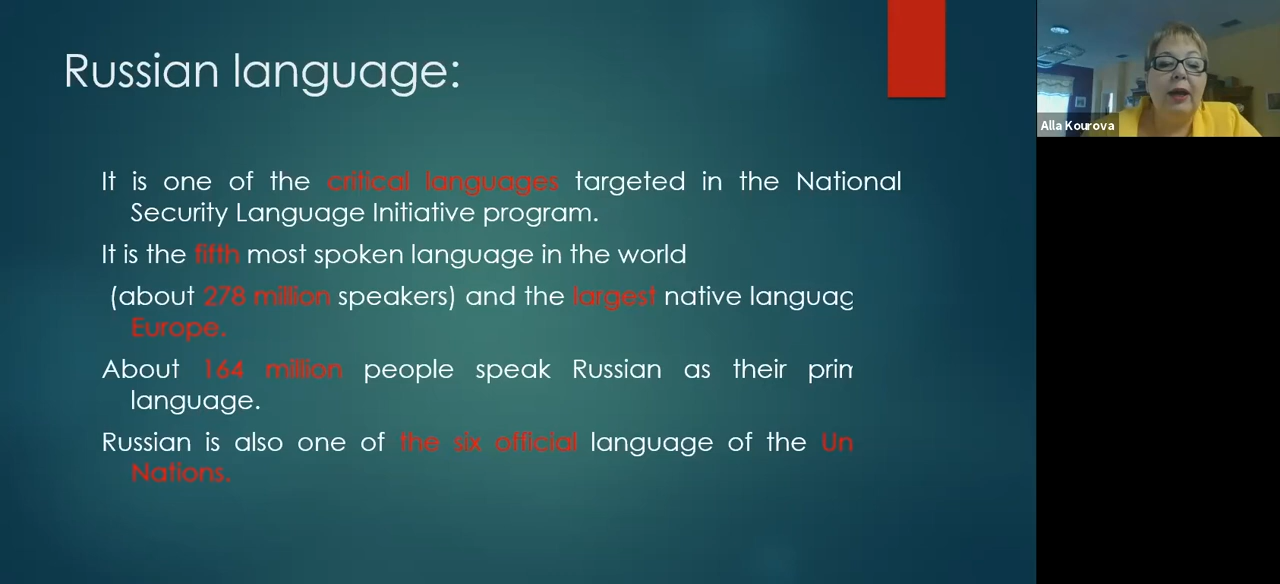 Russian language:
It is one of the critical languages targeted in the National
Security Language Initiative program.
It is the fifth most spoken language in the world
(about 278 million speakers) and the largest native languag
Europe.
About 164 million people speak Russian as their prim
language.
Russian is also one of the six official language of the Un
Nations.
Alla Kourova